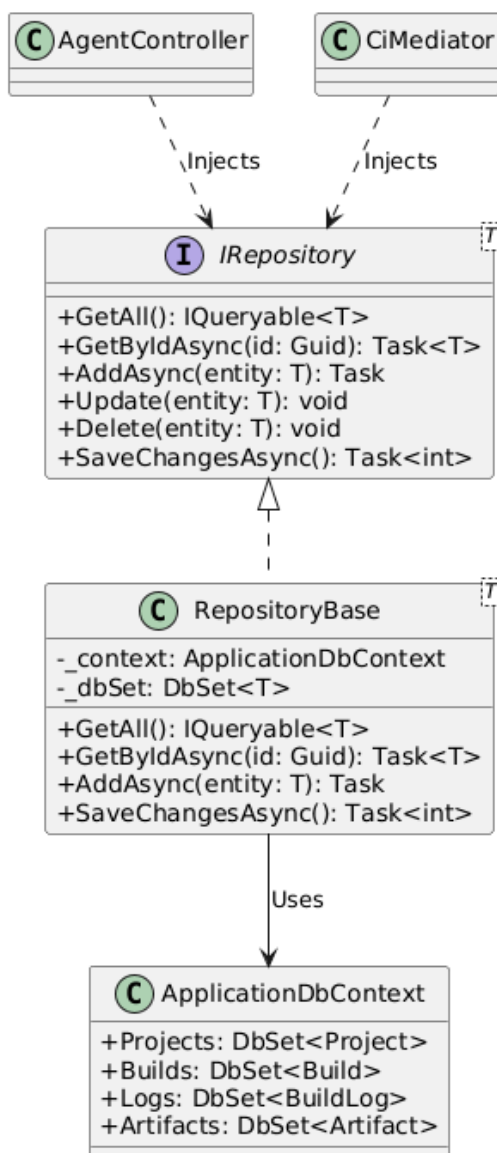 C AgentController
C CiMediator
Injects
Injects
I IRepository
T
+GetAll(): IQueryable<T>
+GetByIdAsync(id: Guid): Task<T>
+AddAsync(entity: T): Task
+Update(entity: T): void
+Delete(entity: T): void
+SaveChangesAsync(): Task<int>
C RepositoryBase
T
-_context: ApplicationDbContext
-_dbSet: DbSet<T>
+GetAll(): IQueryable<T>
+GetByIdAsync(id: Guid): Task<T>
+AddAsync(entity: T): Task
+SaveChangesAsync(): Task<int>
Uses
C ApplicationDbContext
+Projects: DbSet<Project>
+Builds: DbSet<Build>
+Logs: DbSet<BuildLog>
+Artifacts: DbSet<Artifact>